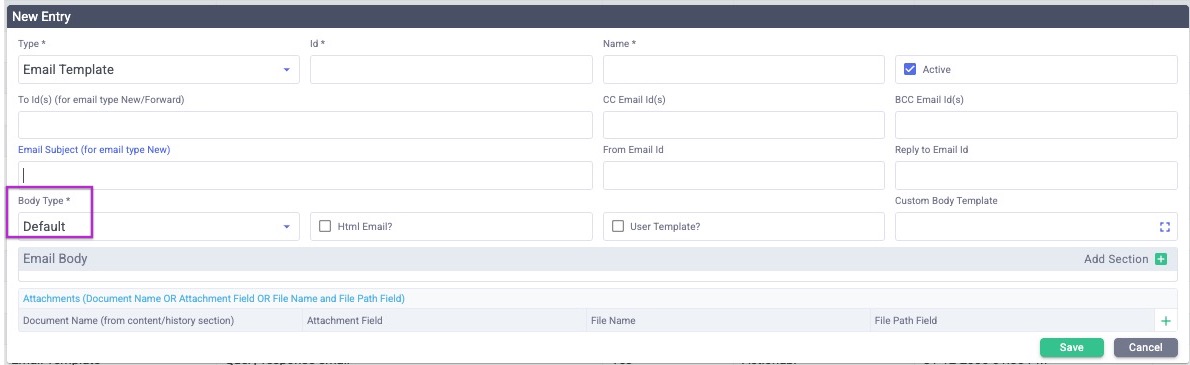 New Entry
Type * Id * Name *
Email Template Active
To Id(s) (for email type New/Forward) CC Email Id(s) BCC Email Id(s)
Email Subject (for email type New) From Email Id Reply to Email Id
Body Type * Custom Body Template
Default Html Email? User Template?
Email Body Add Section
Attachments (Document Name OR Attachment Field OR File Name and File Path Field)
Document Name (from content/history section) Attachment Field File Name File Path Field
Save Cancel